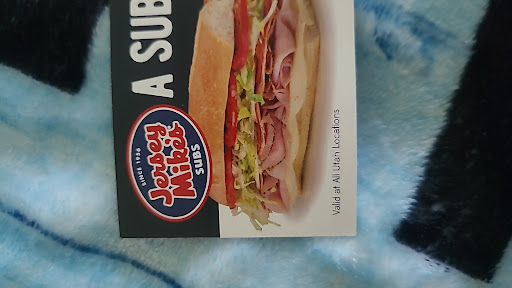 A SUB
SINCE 1956
Jersey
Mike's
SUBS
Valid at All Utah Locations